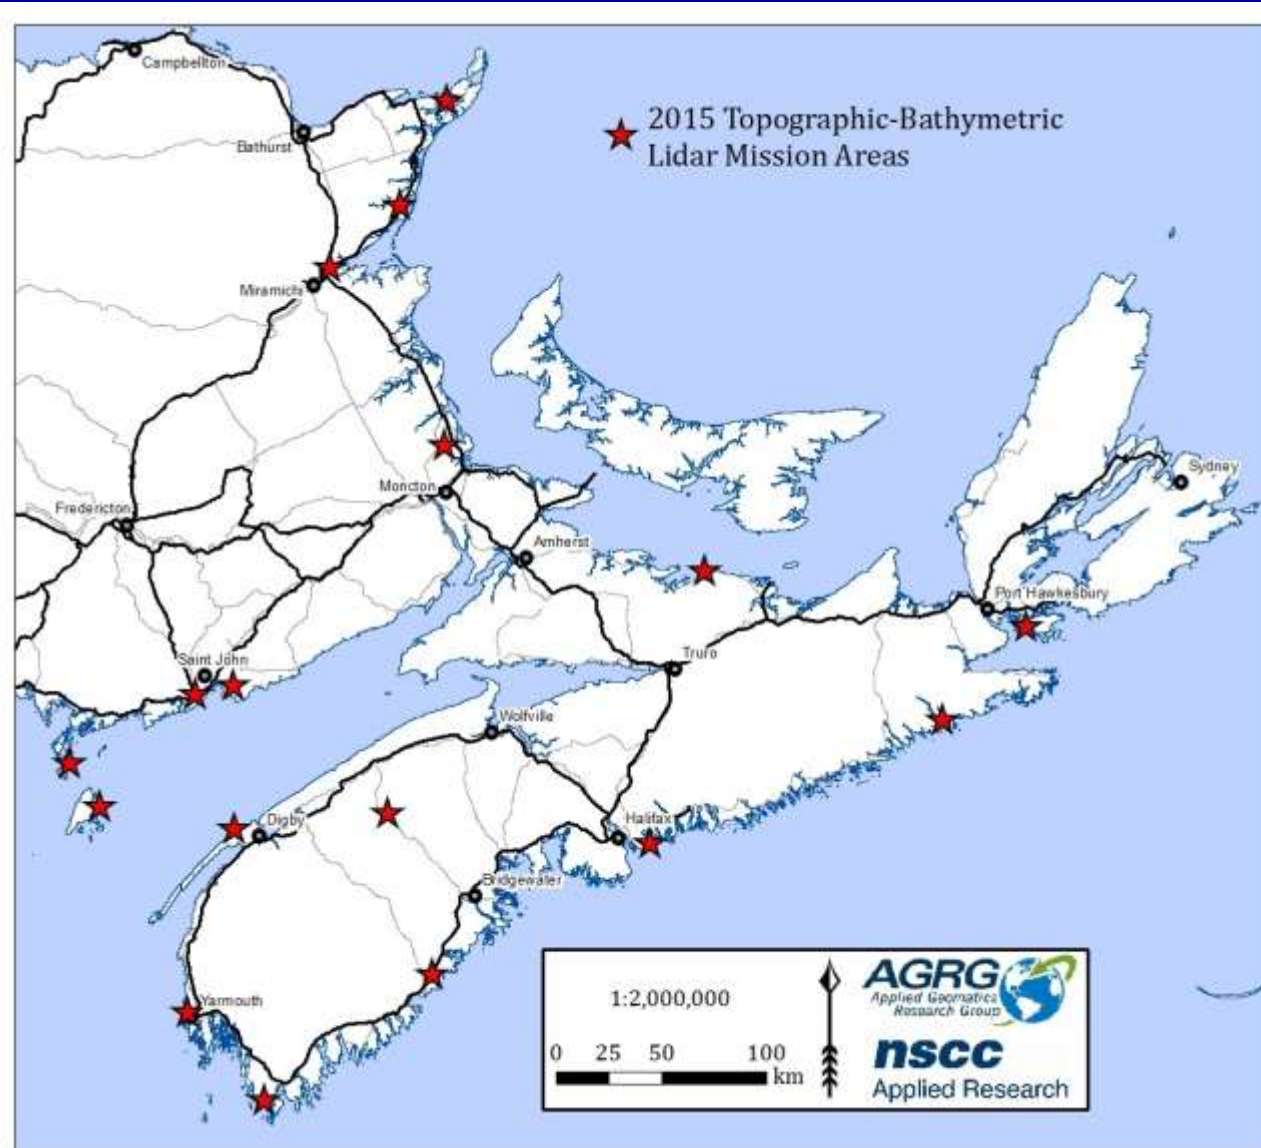 Campbellton
2015 Topographic-Bathymetric
Lidar Mission Areas
Bathurst
Miramichi
Sydney
Moncton
Fredericton
Amherst
Port Hawkesbury
Truro
Saint John
Wolfville
Halifax
Digby
Bridgewater
Yarmouth
1:2,000,000
0 25 50 100
km
AGRG
Applied Geomatics
Research Group
nscc
Applied Research